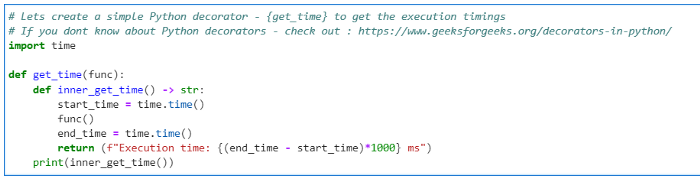 # Lets create a simple Python decorator - {get_time} to get the execution timings
# If you dont know about Python decorators - check out : https://www.geeksforgeeks.org/decorators-in-python/
import time

def get_time(func):
    def inner_get_time() -> str:
        start_time = time.time()
        func()
        end_time = time.time()
        return (f"Execution time: {(end_time - start_time)*1000} ms")
    print(inner_get_time())